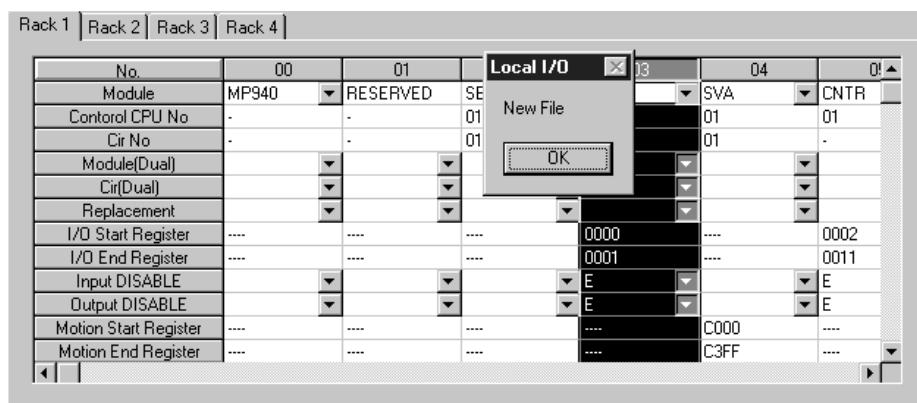 Rack 1 Rack 2 Rack 3 Rack 4
No. 00 01 03 04
Module MP940 RESERVED SE SVA CNTR
Contorol CPU No - - 01 01 01
Cir No - - 01 01 -
Module(Dual)
Cir(Dual)
Replacement
I/O Start Register ---- ---- ---- 0000 ---- 0002
I/O End Register ---- ---- ---- 0001 ---- 0011
Input DISABLE E E
Output DISABLE E E
Motion Start Register ---- ---- ---- ---- C000 ----
Motion End Register ---- ---- ---- ---- C3FF ----
Local I/O
New File
OK